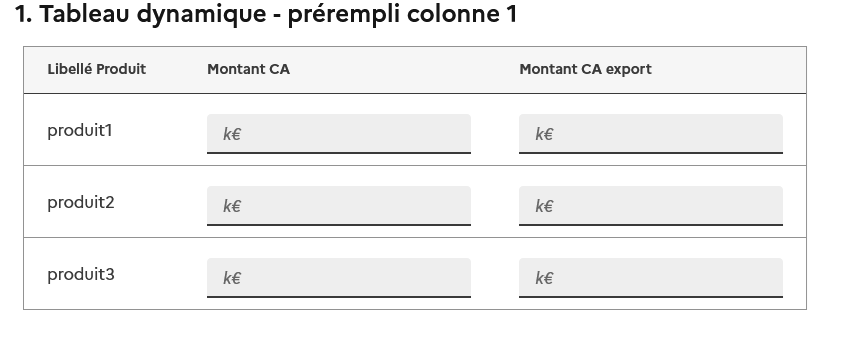 1. Tableau dynamique - prérempli colonne 1
Libellé Produit Montant CA Montant CA export
produit1 k€ k€
produit2 k€ k€
produit3 k€ k€